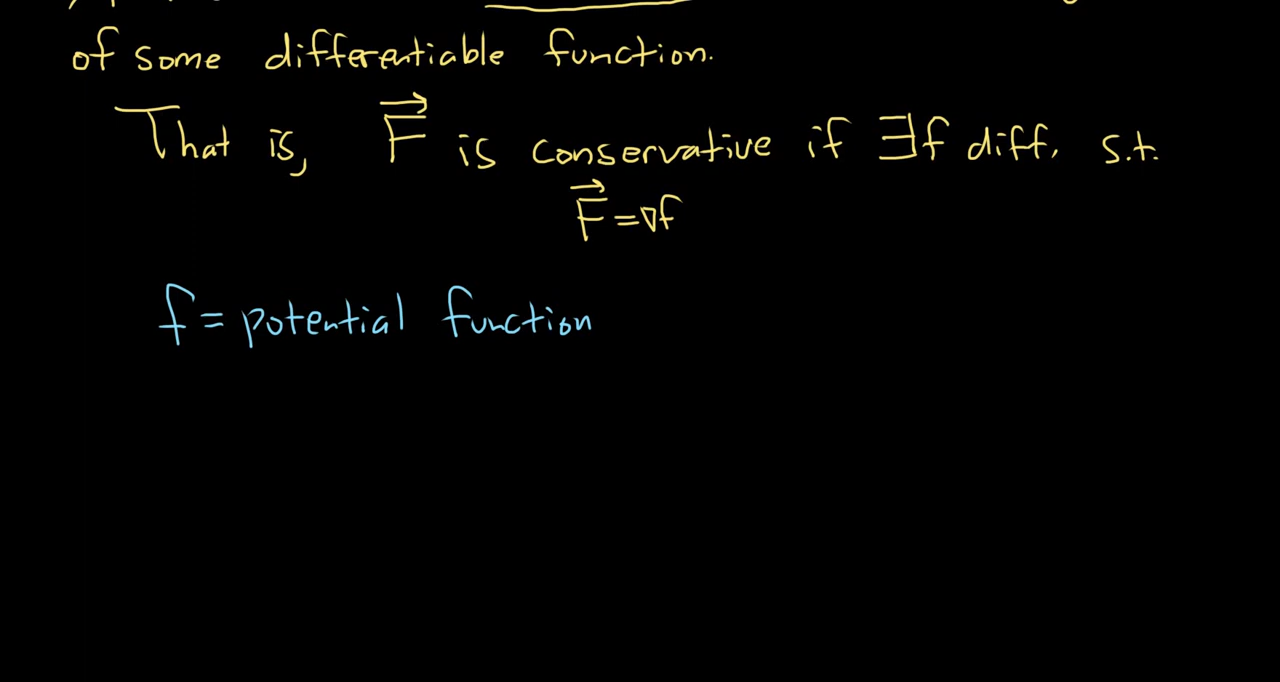 of some differentiable function.
That is, F⃗ is conservative if ∃f diff. s.t.
F⃗ = ∇f
f = potential function